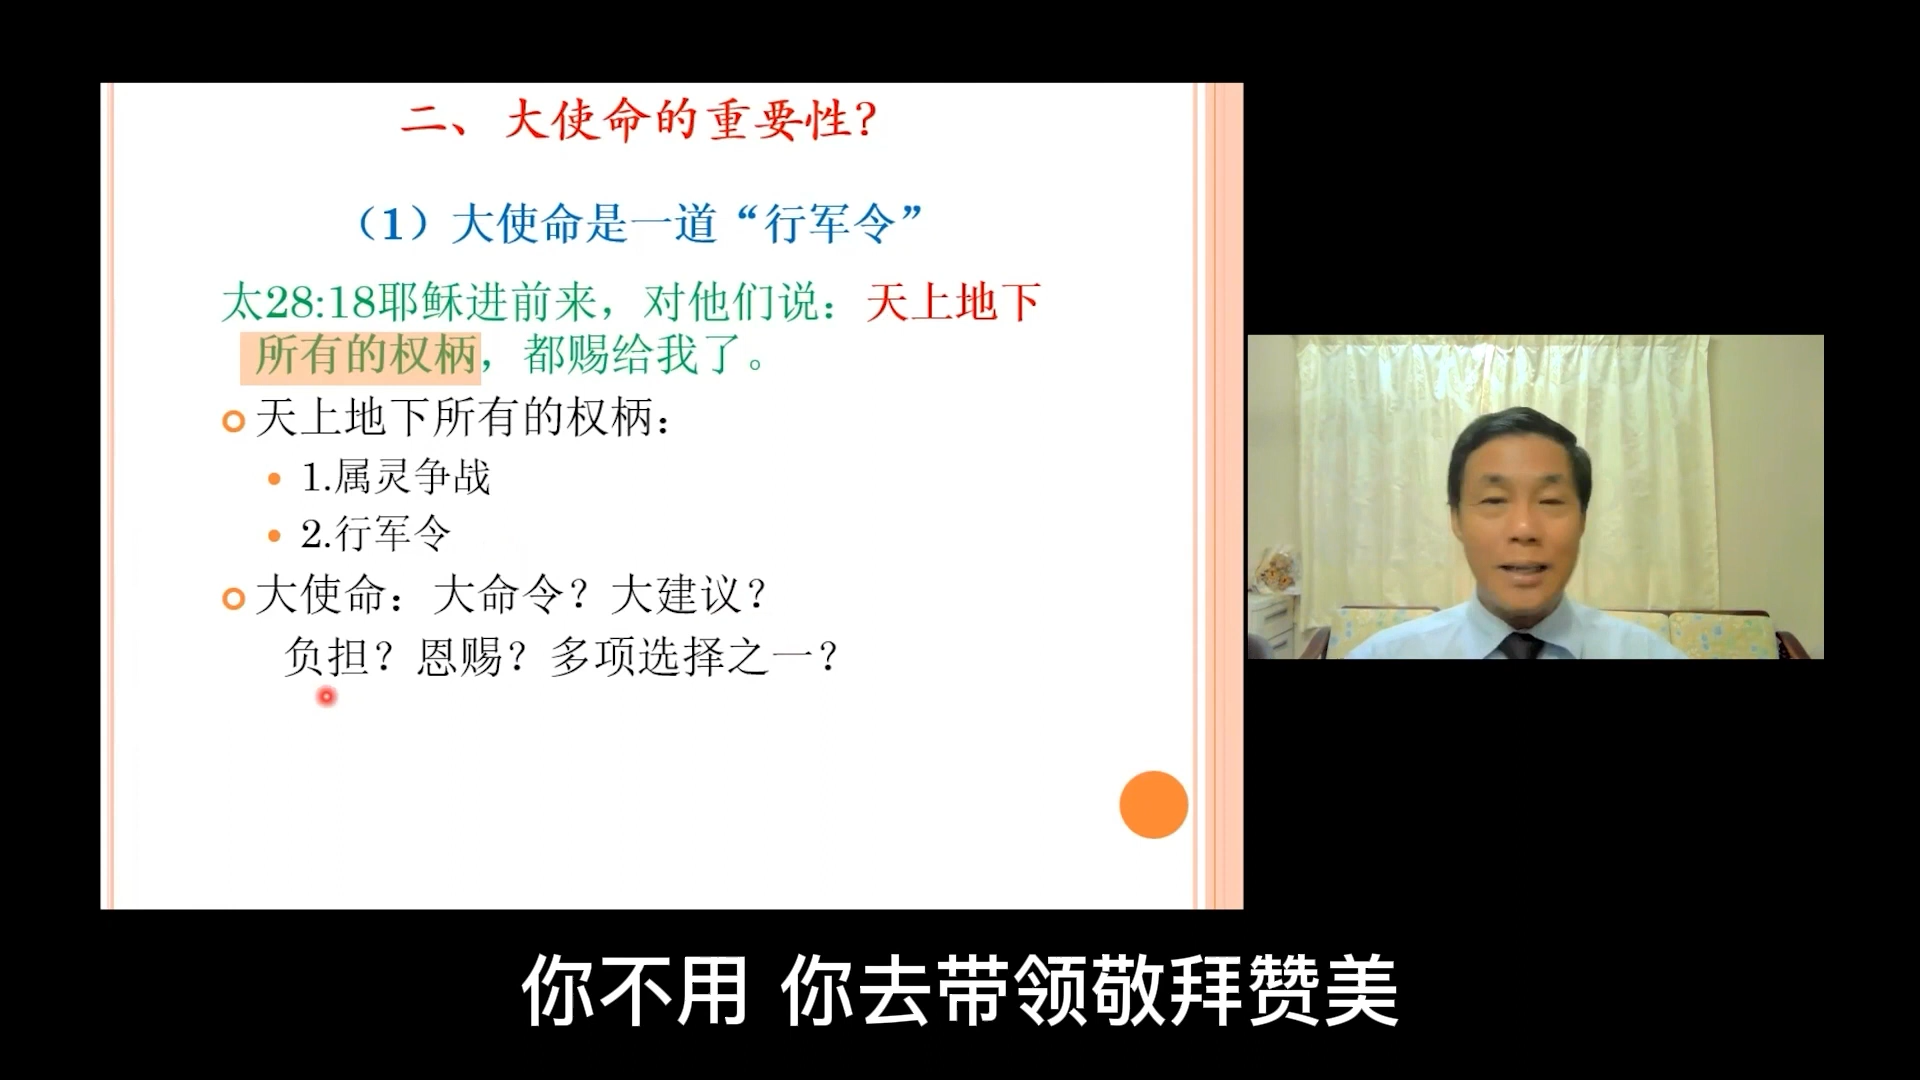 二、大使命的重要性？
（1）大使命是一道“行军令”
太28:18耶稣进前来，对他们说：天上地下
所有的权柄，都赐给我了。
天上地下所有的权柄：
1.属灵争战
2.行军令
大使命：大命令？大建议？
负担？恩赐？多项选择之一？
你不用 你去带领敬拜赞美